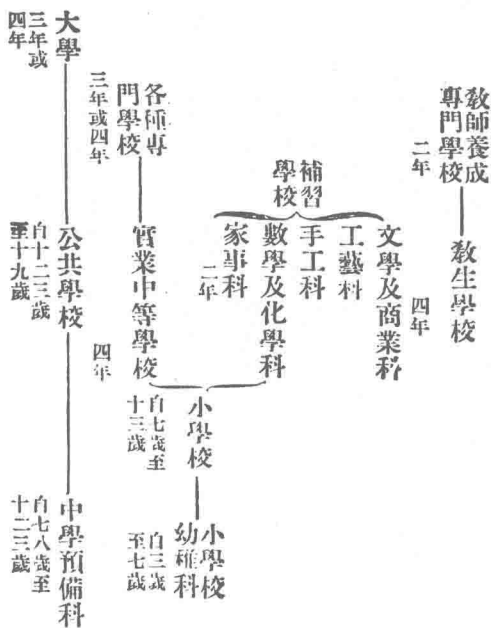 教師養成
專門學校
二年
教生學校
四年
補習
學校
文學及商業科
工藝科
手工科
數學及化學科
家事科
二年
各種專
門學校
三年或四年
實業中等學校
四年
小學校
自七歲至
十三歲
小學校
幼稚科
自三歲
至七歲
大學
三年或
四年
公共學校
自十二三歲
至十九歲
中學預備科
自七八歲至
十二三歲